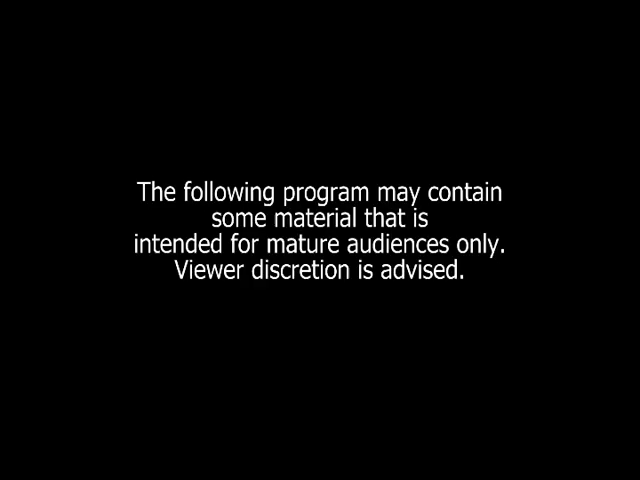 The following program may contain
some material that is
intended for mature audiences only.
Viewer discretion is advised.